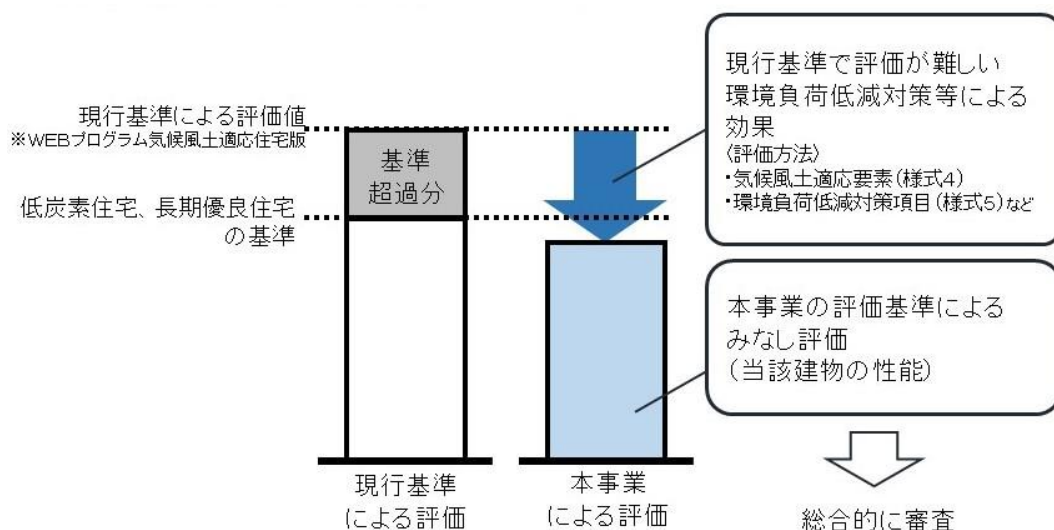 現行基準による評価値
※WEBプログラム気候風土適応住宅版
基準
超過分
低炭素住宅、長期優良住宅
の基準
現行基準
による評価
本事業
による評価
現行基準で評価が難しい
環境負荷低減対策等による
効果
〈評価方法〉
・気候風土適応要素(様式4)
・環境負荷低減対策項目(様式5)など
本事業の評価基準による
みなし評価
(当該建物の性能)
総合的に審査